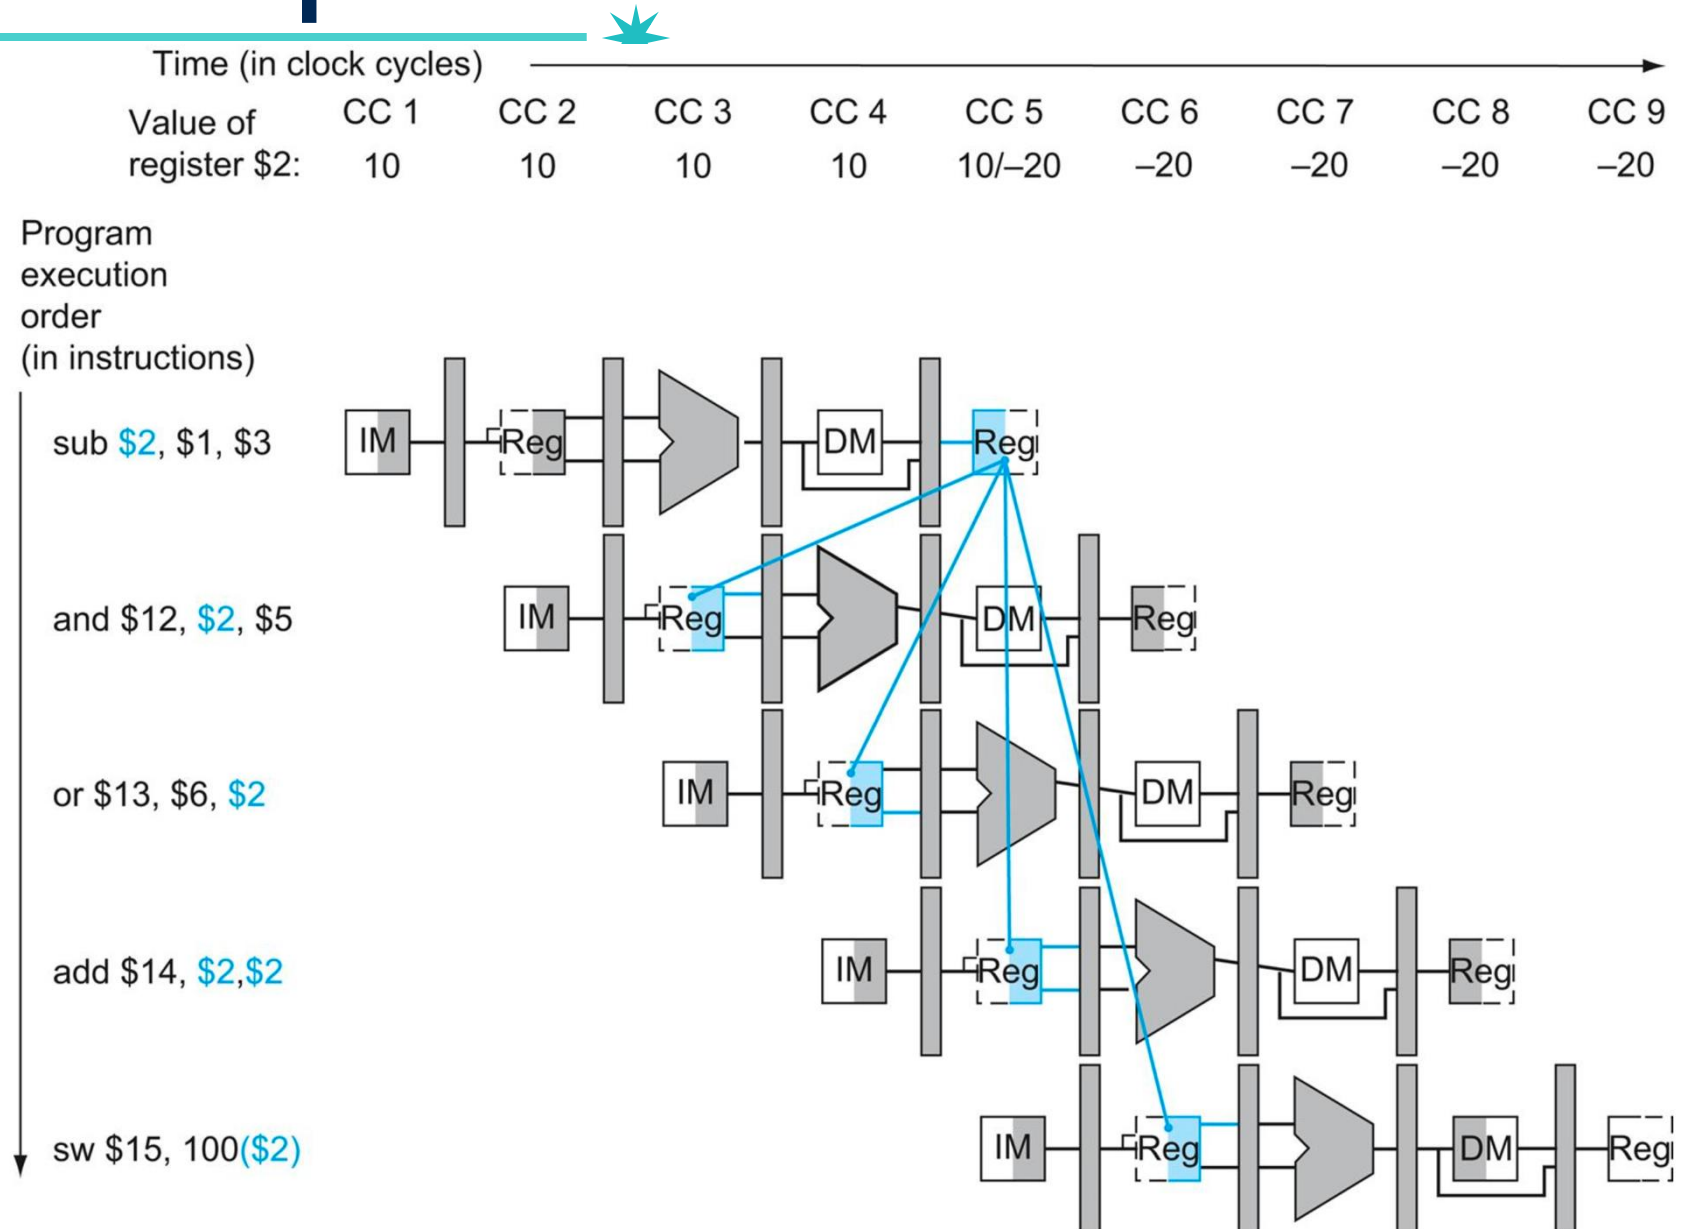 Time (in clock cycles)
CC 1 CC 2 CC 3 CC 4 CC 5 CC 6 CC 7 CC 8 CC 9
Value of
register $2: 10 10 10 10 10/–20 –20 –20 –20 –20
Program
execution
order
(in instructions)
sub $2, $1, $3 IM Reg DM Reg
and $12, $2, $5 IM Reg DM Reg
or $13, $6, $2 IM Reg DM Reg
add $14, $2,$2 IM Reg DM Reg
sw $15, 100($2) IM Reg DM Reg